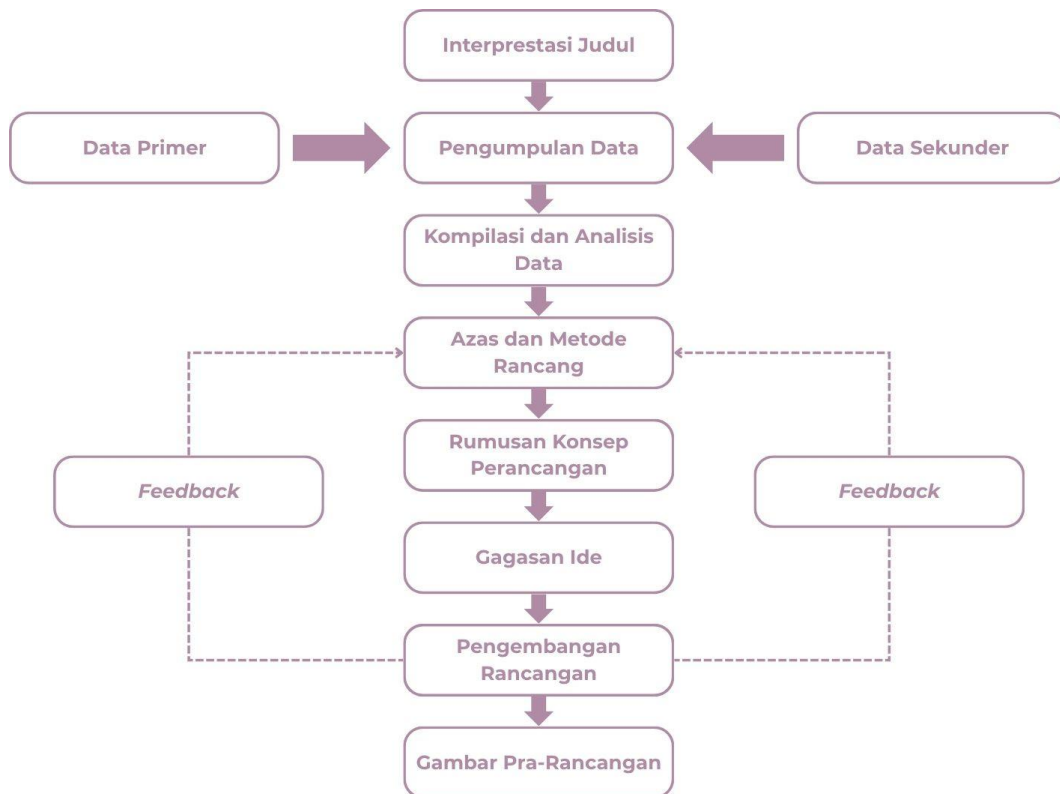 Interprestasi Judul
Data Primer
Pengumpulan Data
Data Sekunder
Kompilasi dan Analisis
Data
Azas dan Metode
Rancang
Rumusan Konsep
Perancangan
Feedback
Feedback
Gagasan Ide
Pengembangan
Rancangan
Gambar Pra-Rancangan